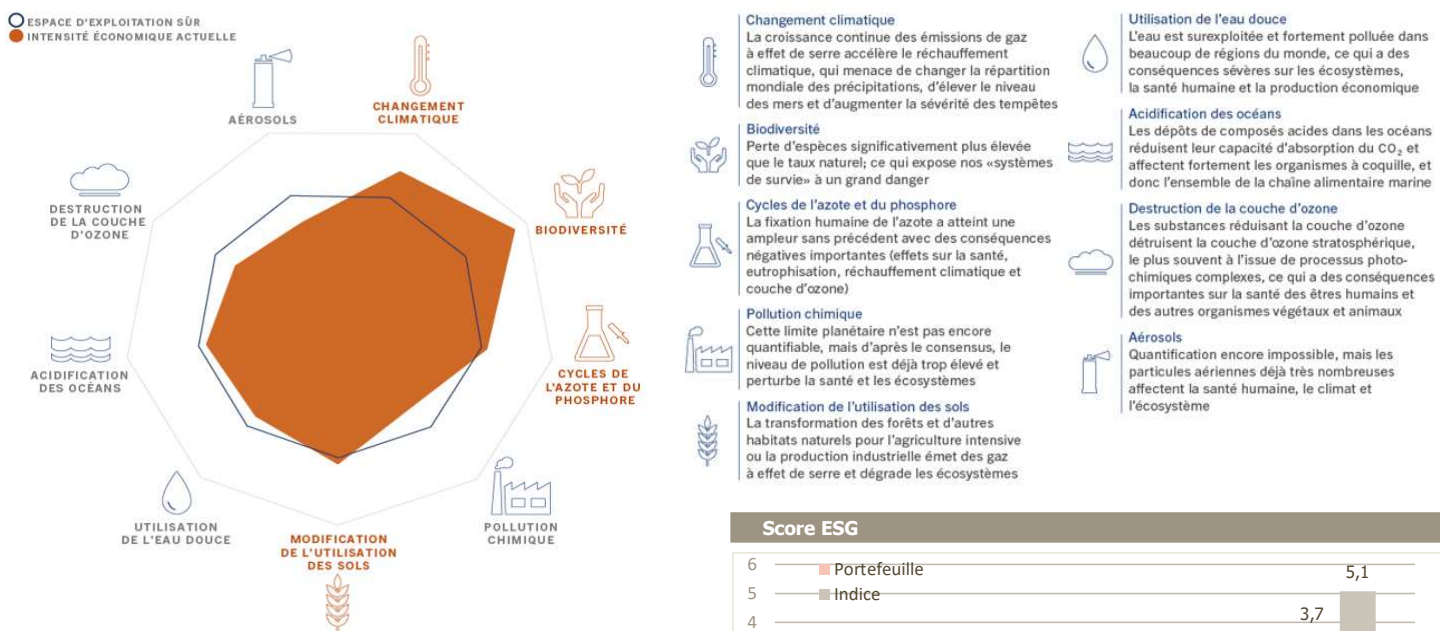 ESPACE D'EXPLOITATION SÛR
INTENSITÉ ÉCONOMIQUE ACTUELLE
AÉROSOLS
CHANGEMENT
CLIMATIQUE
BIODIVERSITÉ
CYCLES DE
L'AZOTE ET DU
PHOSPHORE
POLLUTION
CHIMIQUE
MODIFICATION
DE L'UTILISATION
DES SOLS
UTILISATION
DE L'EAU DOUCE
ACIDIFICATION
DES OCÉANS
DESTRUCTION
DE LA COUCHE
D'OZONE
Changement climatique
La croissance continue des émissions de gaz
à effet de serre accélère le réchauffement
climatique, qui menace de changer la répartition
mondiale des précipitations, d'élever le niveau
des mers et d'augmenter la sévérité des tempêtes
Biodiversité
Perte d'espèces significativement plus élevée
que le taux naturel; ce qui expose nos «systèmes
de survie» à un grand danger
Cycles de l'azote et du phosphore
La fixation humaine de l'azote a atteint une
ampleur sans précédent avec des conséquences
négatives importantes (effets sur la santé,
eutrophisation, réchauffement climatique et
couche d'ozone)
Pollution chimique
Cette limite planétaire n'est pas encore
quantifiable, mais d'après le consensus, le
niveau de pollution est déjà trop élevé et
perturbe la santé et les écosystèmes
Modification de l'utilisation des sols
La transformation des forêts et d'autres
habitats naturels pour l'agriculture intensive
ou la production industrielle émet des gaz
à effet de serre et dégrade les écosystèmes
Utilisation de l'eau douce
L'eau est surexploitée et fortement polluée dans
beaucoup de régions du monde, ce qui a des
conséquences sévères sur les écosystèmes,
la santé humaine et la production économique
Acidification des océans
Les dépôts de composés acides dans les océans
réduisent leur capacité d'absorption du CO₂ et
affectent fortement les organismes à coquille, et
donc l'ensemble de la chaîne alimentaire marine
Destruction de la couche d'ozone
Les substances réduisant la couche d'ozone
détruisent la couche d'ozone stratosphérique,
le plus souvent à l'issue de processus photo-
chimiques complexes, ce qui a des conséquences
importantes sur la santé des êtres humains et
des autres organismes végétaux et animaux
Aérosols
Quantification encore impossible, mais les
particules aériennes déjà très nombreuses
affectent la santé humaine, le climat et
l'écosystème
Score ESG
6
Portefeuille
5,1
5
Indice
3,7
4